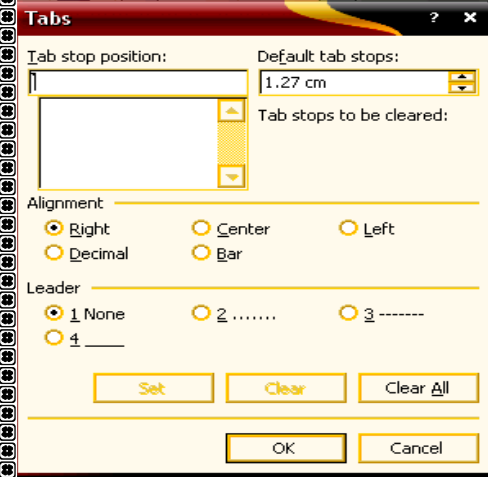 Tabs
Tab stop position: Default tab stops:
1.27 cm
Tab stops to be cleared:
Alignment
Right Center Left
Decimal Bar
Leader
1 None 2 ....... 3 -------
4 ____
Set Clear Clear All
OK Cancel